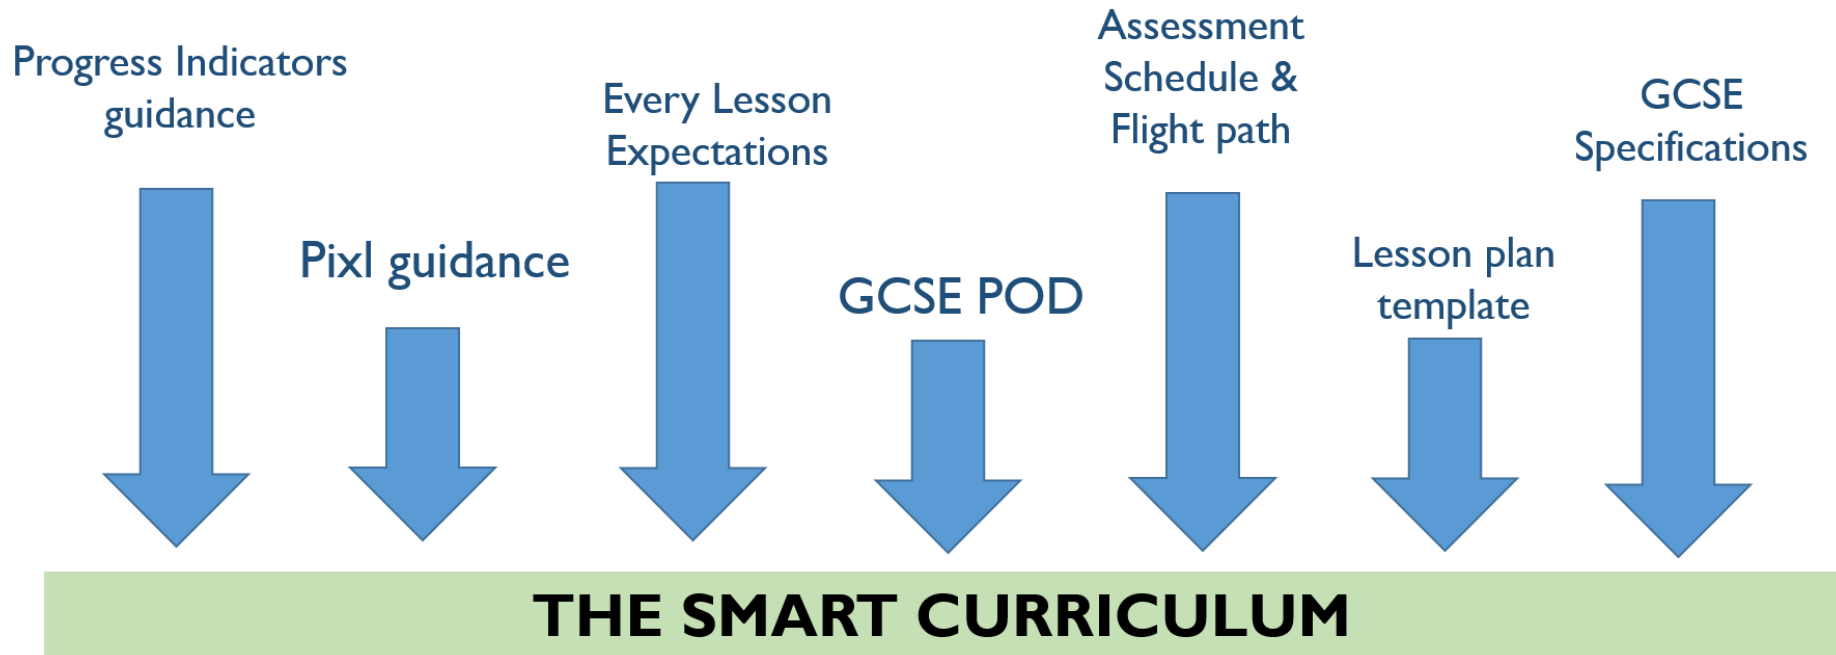 Progress Indicators
guidance
Pixl guidance
Every Lesson
Expectations
GCSE POD
Assessment
Schedule &
Flight path
Lesson plan
template
GCSE
Specifications
THE SMART CURRICULUM